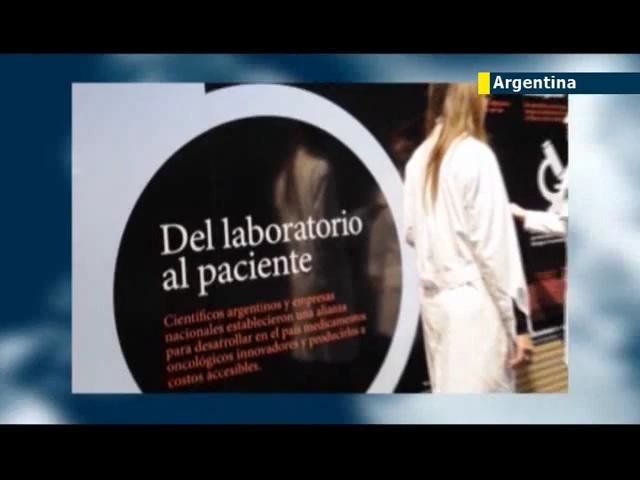 Argentina
Del laboratorio
al paciente
Científicos argentinos y empresas
nacionales establecieron una alianza
para desarrollar en el país medicamentos
oncológicos innovadores y producirlos a
costos accesibles.